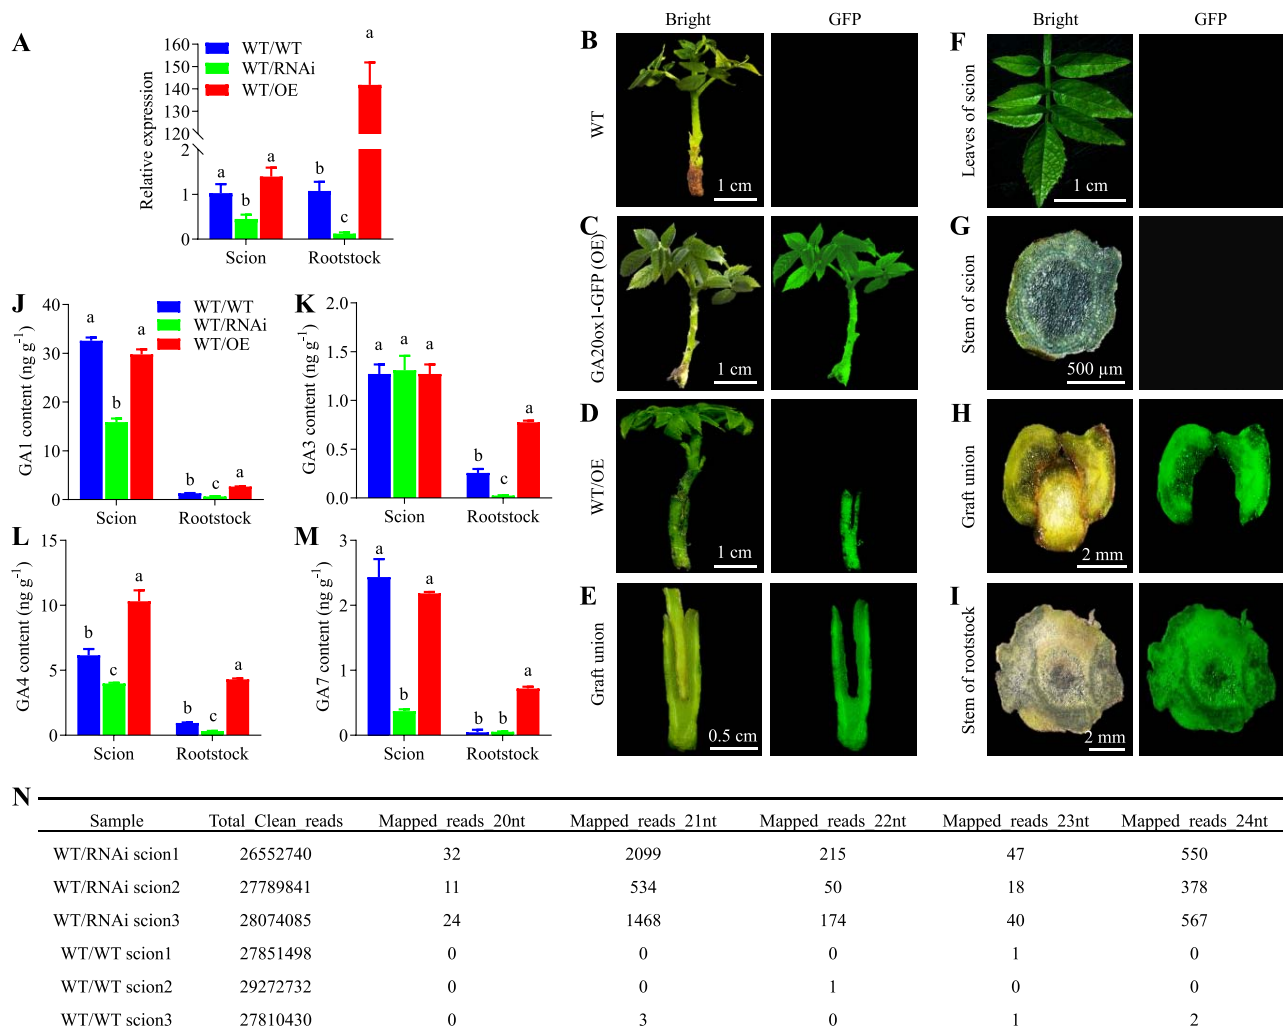 A
Relative expression
160
150
140
130
120
2
1
0
WT/WT
WT/RNAi
WT/OE
a
b
a
b
c
a
Scion
Rootstock
J
GA1 content (ng g-1)
40
30
20
10
0
WT/WT
WT/RNAi
WT/OE
a
b
a
b
c
a
Scion
Rootstock
K
GA3 content (ng g-1)
2.0
1.5
1.0
0.5
0.0
a
a
a
b
c
a
Scion
Rootstock
L
GA4 content (ng g-1)
15
10
5
0
b
c
a
b
c
a
Scion
Rootstock
M
GA7 content (ng g-1)
3
2
1
0
a
b
a
b
b
a
Scion
Rootstock
Bright
GFP
B
WT
1 cm
C
GA20ox1-GFP (OE)
1 cm
D
WT/OE
1 cm
E
Graft union
0.5 cm
Bright
GFP
F
Leaves of scion
1 cm
G
Stem of scion
500 µm
H
Graft union
2 mm
I
Stem of rootstock
2 mm
N
Sample Total_Clean_reads Mapped_reads_20nt Mapped_reads_21nt Mapped_reads_22nt Mapped_reads_23nt Mapped_reads_24nt
WT/RNAi scion1 26552740 32 2099 215 47 550
WT/RNAi scion2 27789841 11 534 50 18 378
WT/RNAi scion3 28074085 24 1468 174 40 567
WT/WT scion1 27851498 0 0 0 1 0
WT/WT scion2 29272732 0 0 1 0 0
WT/WT scion3 27810430 0 3 0 1 2